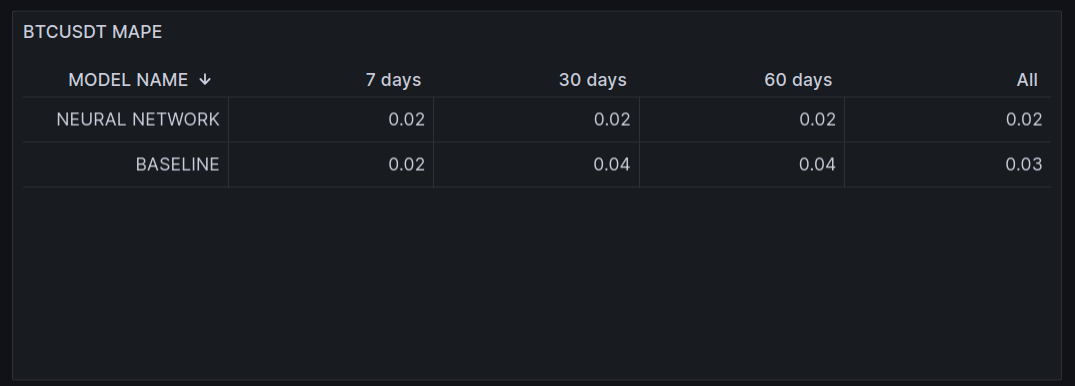 BTCUSDT MAPE
MODEL NAME ↓ 7 days 30 days 60 days All
NEURAL NETWORK 0.02 0.02 0.02 0.02
BASELINE 0.02 0.04 0.04 0.03